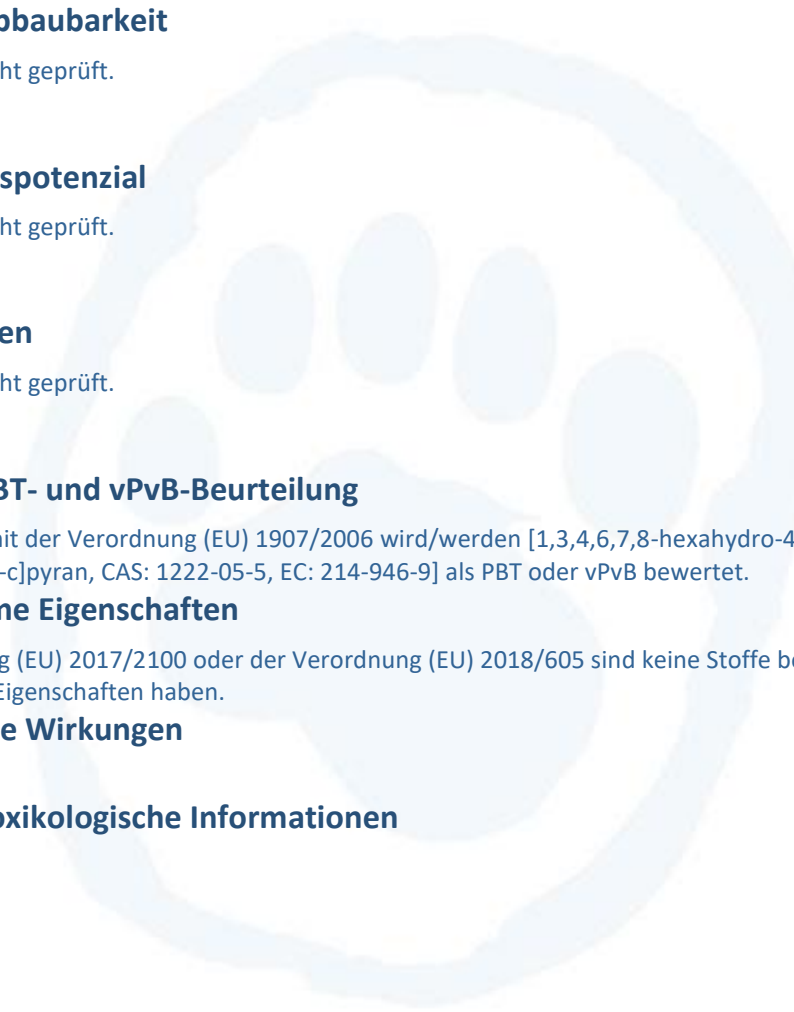 bbaubarkeit
ht geprüft.
spotenzial
ht geprüft.
en
ht geprüft.
BT- und vPvB-Beurteilung
nit der Verordnung (EU) 1907/2006 wird/werden [1,3,4,6,7,8-hexahydro-4
-c]pyran, CAS: 1222-05-5, EC: 214-946-9] als PBT oder vPvB bewertet.
ne Eigenschaften
g (EU) 2017/2100 oder der Verordnung (EU) 2018/605 sind keine Stoffe be
Eigenschaften haben.
e Wirkungen
oxikologische Informationen